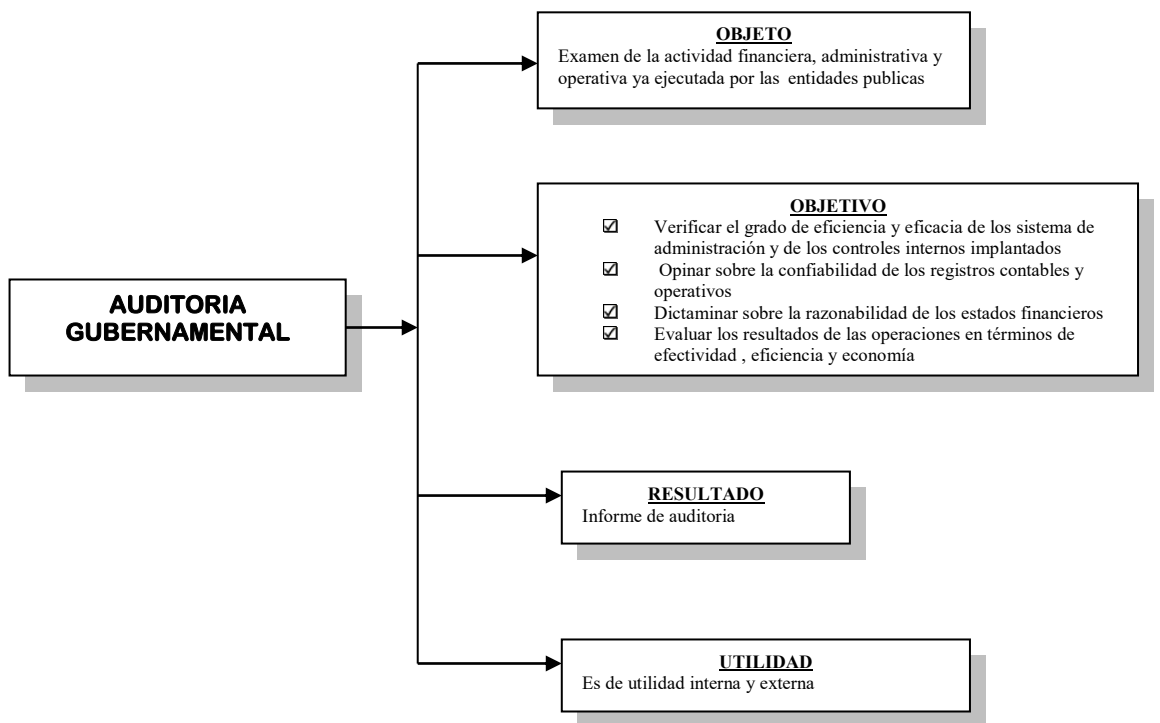 OBJETO
Examen de la actividad financiera, administrativa y
operativa ya ejecutada por las entidades publicas
OBJETIVO
Verificar el grado de eficiencia y eficacia de los sistema de
administración y de los controles internos implantados
Opinar sobre la confiabilidad de los registros contables y
operativos
Dictaminar sobre la razonabilidad de los estados financieros
Evaluar los resultados de las operaciones en términos de
efectividad , eficiencia y economía
AUDITORIA
GUBERNAMENTAL
RESULTADO
Informe de auditoria
UTILIDAD
Es de utilidad interna y externa